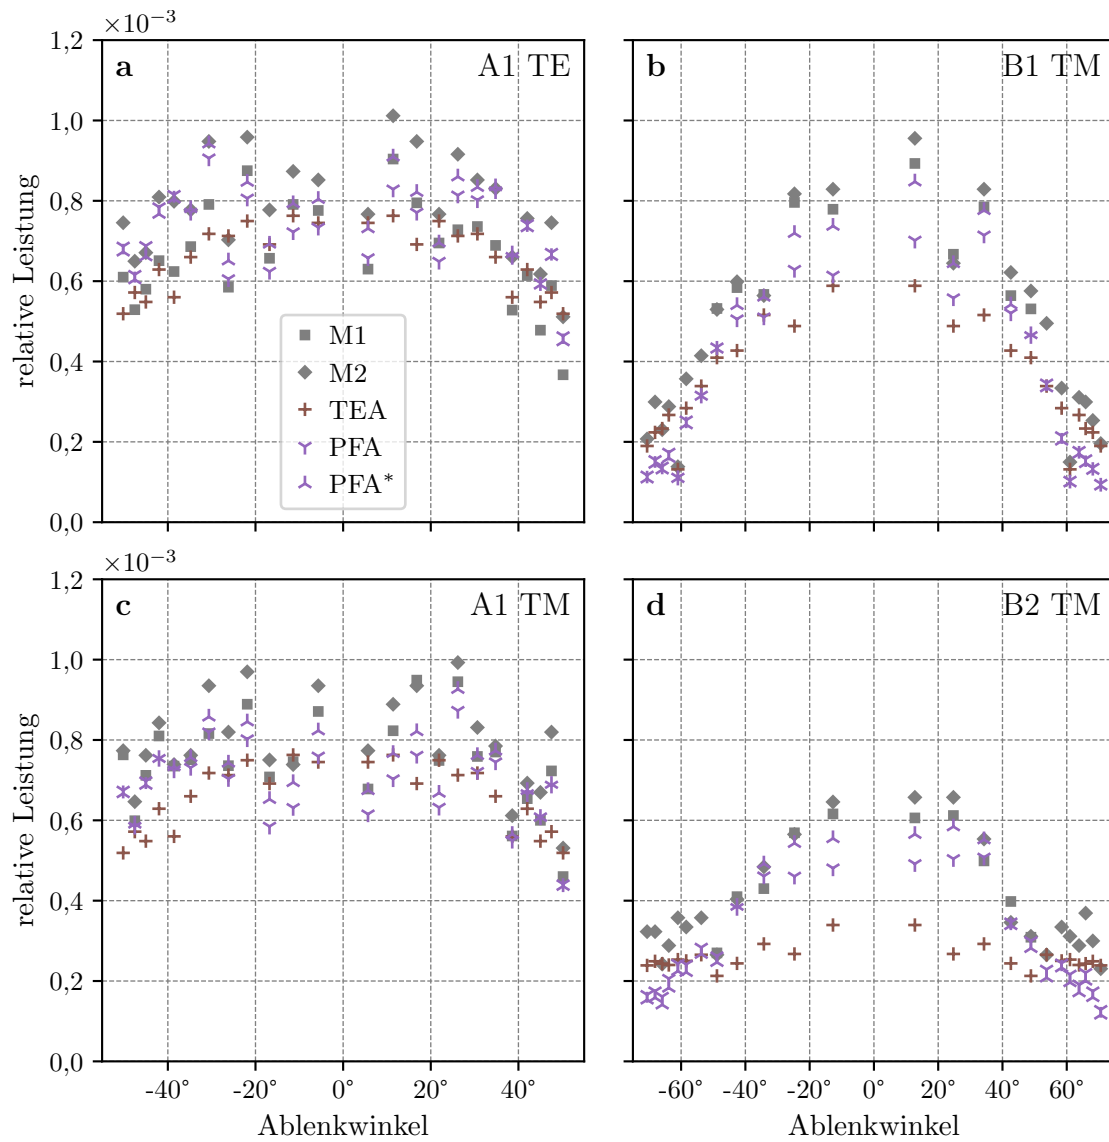 ×10⁻³
1,2
a A1 TE
b B1 TM
1,0
0,8
0,6
0,4
0,2
0,0
relative Leistung
M1
M2
TEA
PFA
PFA*
×10⁻³
1,2
c A1 TM
d B2 TM
1,0
0,8
0,6
0,4
0,2
0,0
relative Leistung
-40° -20° 0° 20° 40°
-60° -40° -20° 0° 20° 40° 60°
Ablenkwinkel
Ablenkwinkel